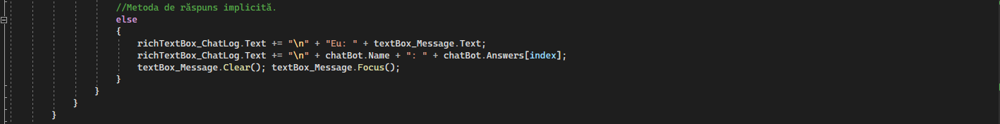 //Metoda de răspuns implicită.
else
{
richTextBox_ChatLog.Text += "\n" + "Eu: " + textBox_Message.Text;
richTextBox_ChatLog.Text += "\n" + chatBot.Name + ": " + chatBot.Answers[index];
textBox_Message.Clear(); textBox_Message.Focus();
}
}
}
}